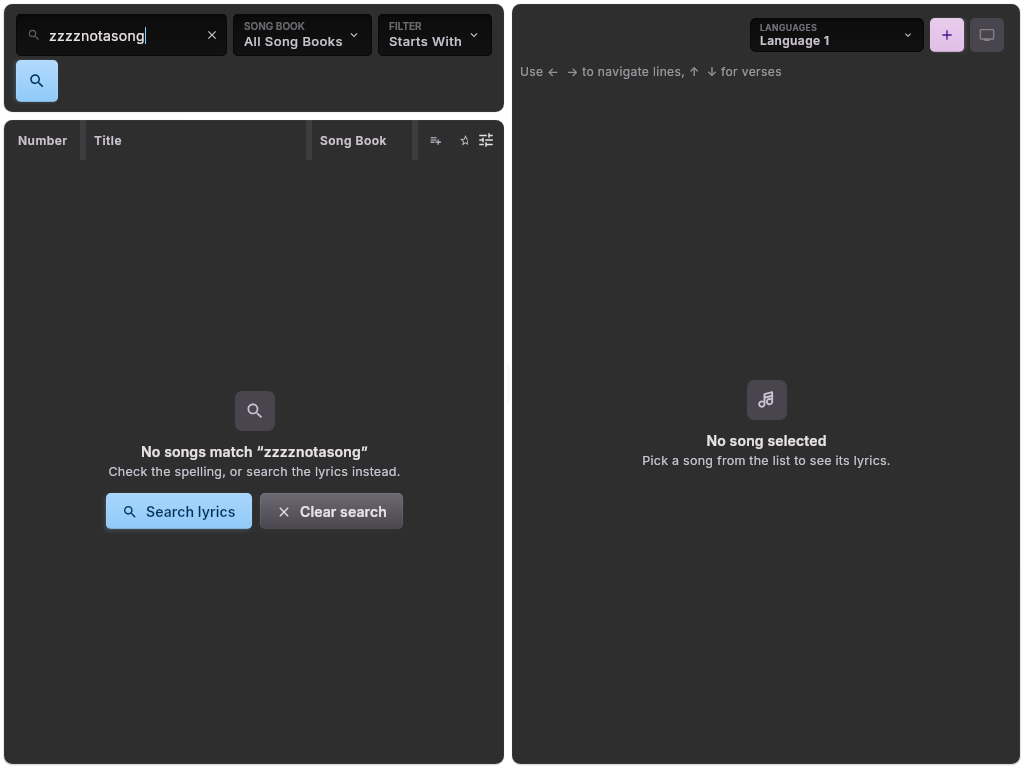 zzzznotasong
SONG BOOK
All Song Books
FILTER
Starts With
Number Title Song Book
No songs match “zzzznotasong”
Check the spelling, or search the lyrics instead.
Search lyrics Clear search
LANGUAGES
Language 1
Use ← → to navigate lines, ↑ ↓ for verses
No song selected
Pick a song from the list to see its lyrics.